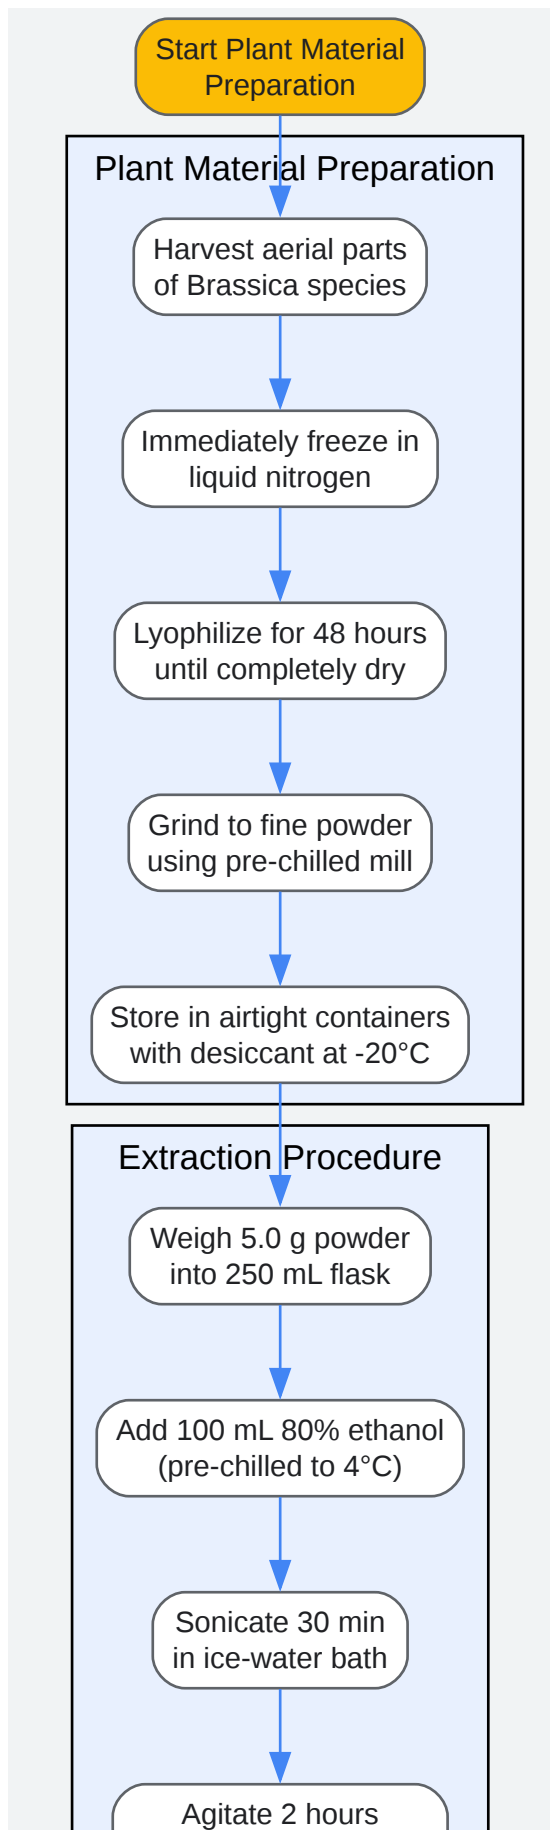 Start Plant Material
Preparation
Plant Material Preparation
Harvest aerial parts
of Brassica species
Immediately freeze in
liquid nitrogen
Lyophilize for 48 hours
until completely dry
Grind to fine powder
using pre-chilled mill
Store in airtight containers
with desiccant at -20°C
Extraction Procedure
Weigh 5.0 g powder
into 250 mL flask
Add 100 mL 80% ethanol
(pre-chilled to 4°C)
Sonicate 30 min
in ice-water bath
Agitate 2 hours